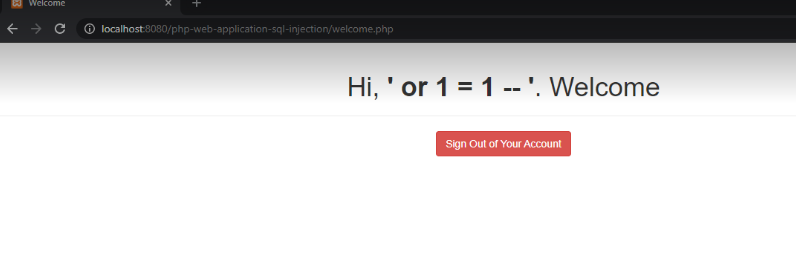 Welcome
localhost:8080/php-web-application-sql-injection/welcome.php
Hi, ' or 1 = 1 -- '. Welcome
Sign Out of Your Account